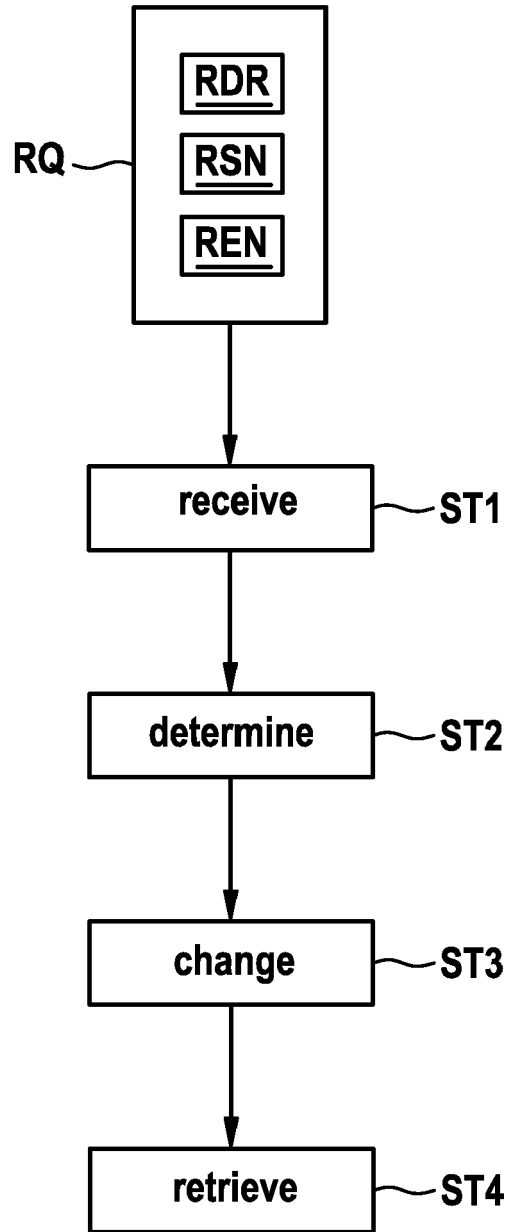 RDR
RQ
RSN
REN
receive
ST1
determine
ST2
change
ST3
retrieve
ST4